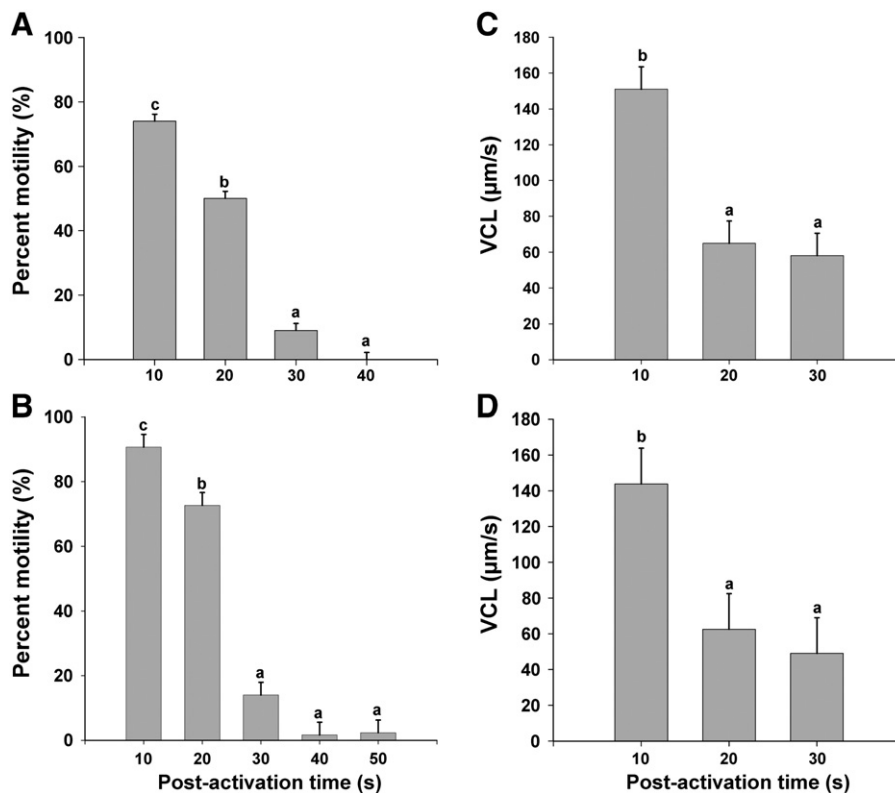 A
Percent motility (%)
100
80
60
40
20
0
c
b
a
a
10 20 30 40
B
Percent motility (%)
100
80
60
40
20
0
c
b
a
a
a
10 20 30 40 50
Post-activation time (s)
C
VCL (µm/s)
180
160
140
120
100
80
60
40
20
0
b
a
a
10 20 30
D
VCL (µm/s)
180
160
140
120
100
80
60
40
20
0
b
a
a
10 20 30
Post-activation time (s)